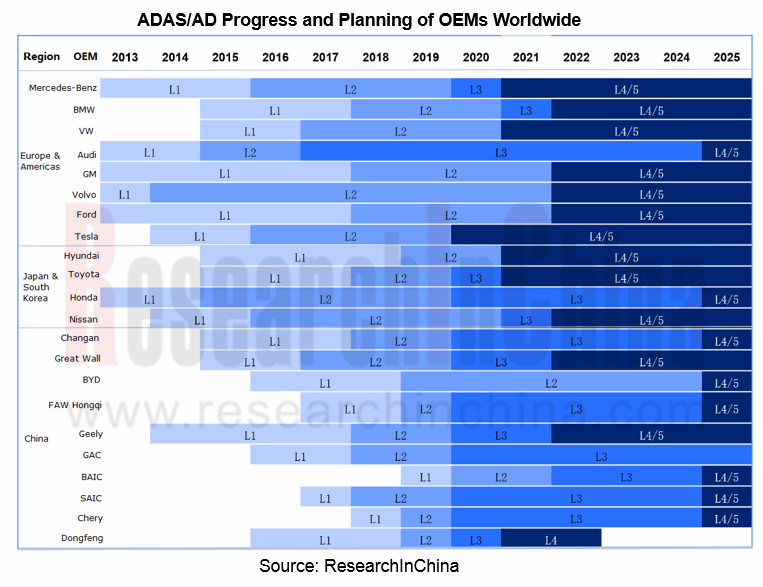 ADAS/AD Progress and Planning of OEMs Worldwide
Region OEM 2013 2014 2015 2016 2017 2018 2019 2020 2021 2022 2023 2024 2025
Mercedes-Benz L1 L2 L3 L4/5
BMW L1 L2 L3 L4/5
VW L1 L2 L4/5
Europe & Americas
Audi L1 L2 L3 L4/5
GM L1 L2 L4/5
Volvo L1 L2 L4/5
Ford L1 L2 L4/5
Tesla L1 L2 L4/5
Hyundai L1 L2 L4/5
Japan & South Korea
Toyota L1 L2 L3 L4/5
Honda L1 L2 L3 L4/5
Nissan L1 L2 L3 L4/5
Changan L1 L2 L3 L4/5
Great Wall L1 L2 L3 L4/5
BYD L1 L2 L4/5
FAW Hongqi L1 L2 L3 L4/5
China
Geely L1 L2 L3 L4/5
GAC L1 L2 L3
BAIC L1 L2 L3 L4/5
SAIC L1 L2 L3 L4/5
Chery L1 L2 L3 L4/5
Dongfeng L1 L2 L3 L4
ResearchInChina
www.researchinchina.com
Source: ResearchInChina